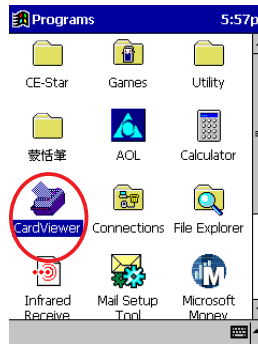 Programs 5:57p
CE-Star Games Utility
蒙恬筆 AOL Calculator
CardViewer Connections File Explorer
Infrared Mail Setup Microsoft
Receive Tool Money